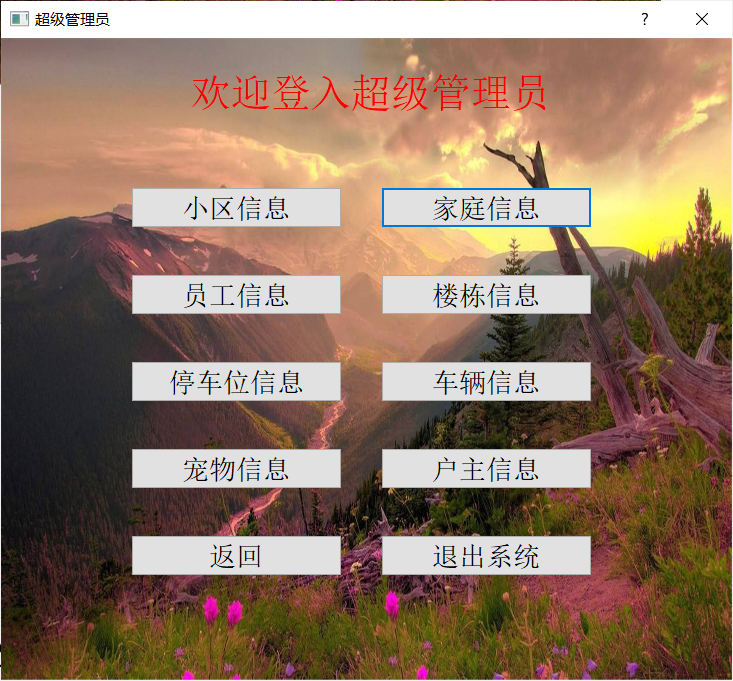 超级管理员
欢迎登入超级管理员
小区信息 家庭信息
员工信息 楼栋信息
停车位信息 车辆信息
宠物信息 户主信息
返回 退出系统